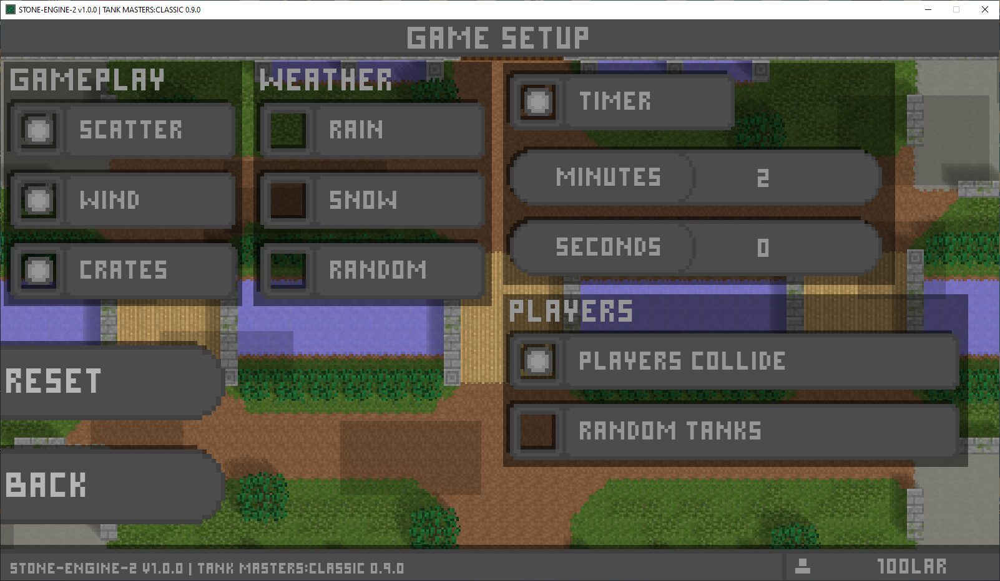 STONE-ENGINE-2 v1.0.0 | TANK MASTERS:CLASSIC 0.9.0
GAME SETUP
GAMEPLAY
SCATTER
WIND
CRATES
WEATHER
RAIN
SNOW
RANDOM
TIMER
MINUTES 2
SECONDS 0
PLAYERS
PLAYERS COLLIDE
RANDOM TANKS
RESET
BACK
STONE-ENGINE-2 V1.0.0 | TANK MASTERS:CLASSIC 0.9.0
100LAR